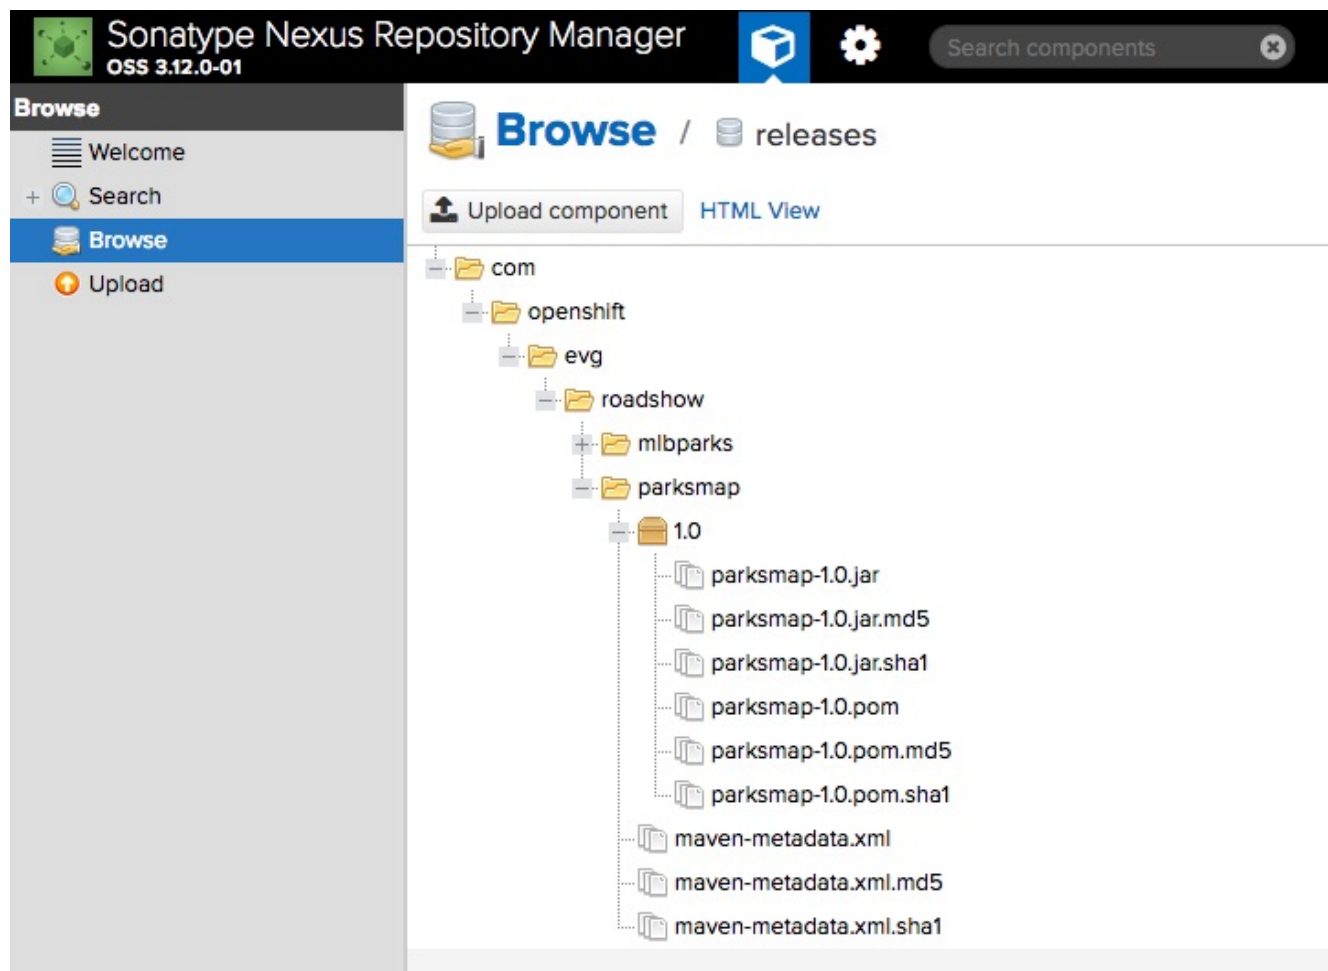 Sonatype Nexus Repository Manager
OSS 3.12.0-01
Search components
Browse
Welcome
Search
Browse
Upload
Browse / releases
Upload component HTML View
com
openshift
evg
roadshow
mlbparks
parksmap
1.0
parksmap-1.0.jar
parksmap-1.0.jar.md5
parksmap-1.0.jar.sha1
parksmap-1.0.pom
parksmap-1.0.pom.md5
parksmap-1.0.pom.sha1
maven-metadata.xml
maven-metadata.xml.md5
maven-metadata.xml.sha1